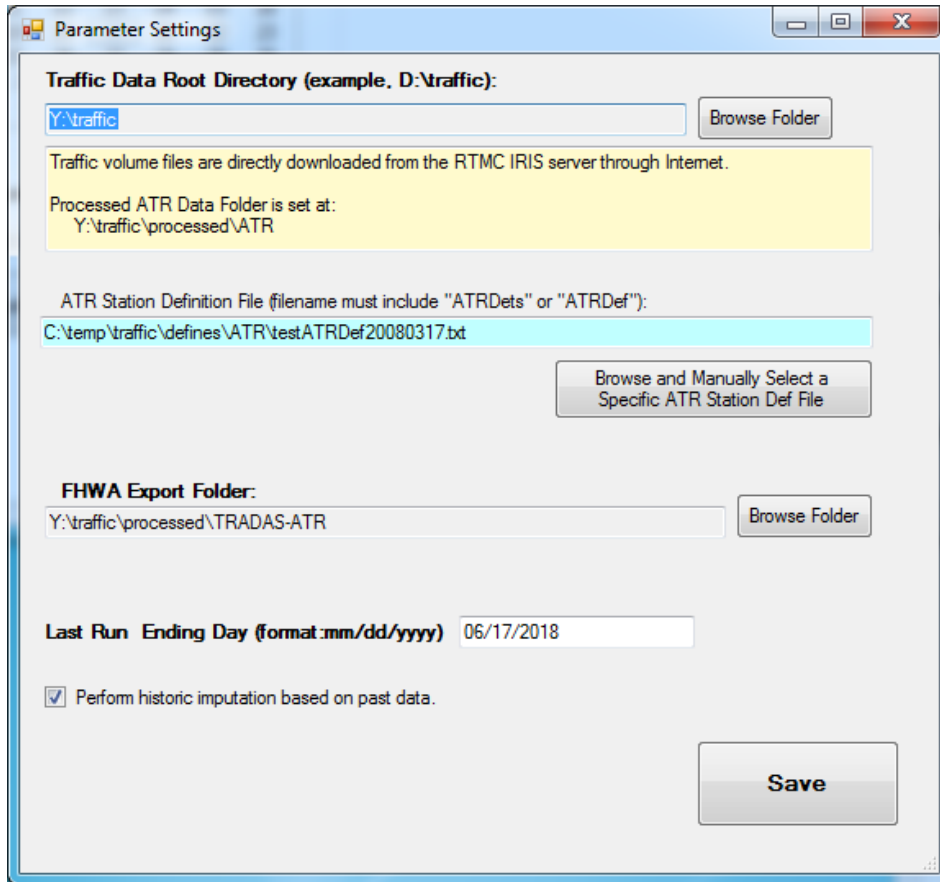 Parameter Settings
Traffic Data Root Directory (example, D:\traffic):
Y:\traffic
Browse Folder
Traffic volume files are directly downloaded from the RTMC IRIS server through Internet.
Processed ATR Data Folder is set at:
Y:\traffic\processed\ATR
ATR Station Definition File (filename must include "ATRDets" or "ATRDef"):
C:\temp\traffic\defines\ATR\testATRDef20080317.txt
Browse and Manually Select a
Specific ATR Station Def File
FHWA Export Folder:
Y:\traffic\processed\TRADAS-ATR
Browse Folder
Last Run  Ending Day (format:mm/dd/yyyy)
06/17/2018
Perform historic imputation based on past data.
Save